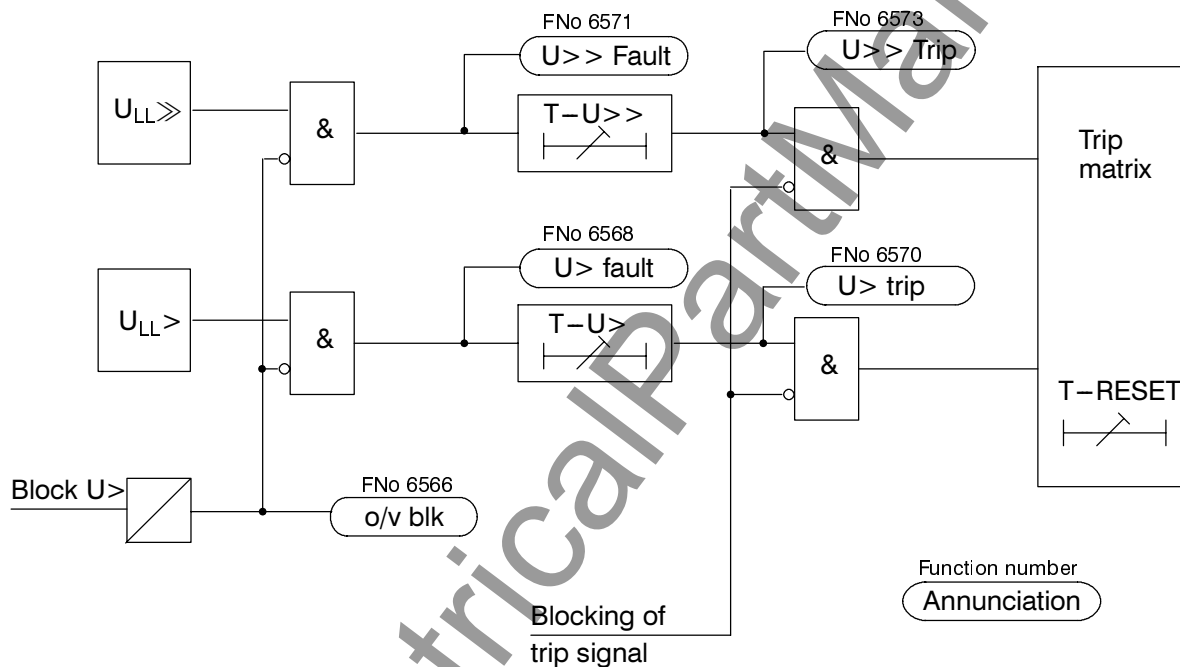 FNo 6571
U>> Fault
FNo 6573
U>> Trip
ULL>>
&
T–U>>
&
Trip
matrix
FNo 6568
U> fault
FNo 6570
U> trip
ULL>
&
T–U>
&
T–RESET
Block U>
FNo 6566
o/v blk
Function number
Annunciation
Blocking of
trip signal
tricalPartMa